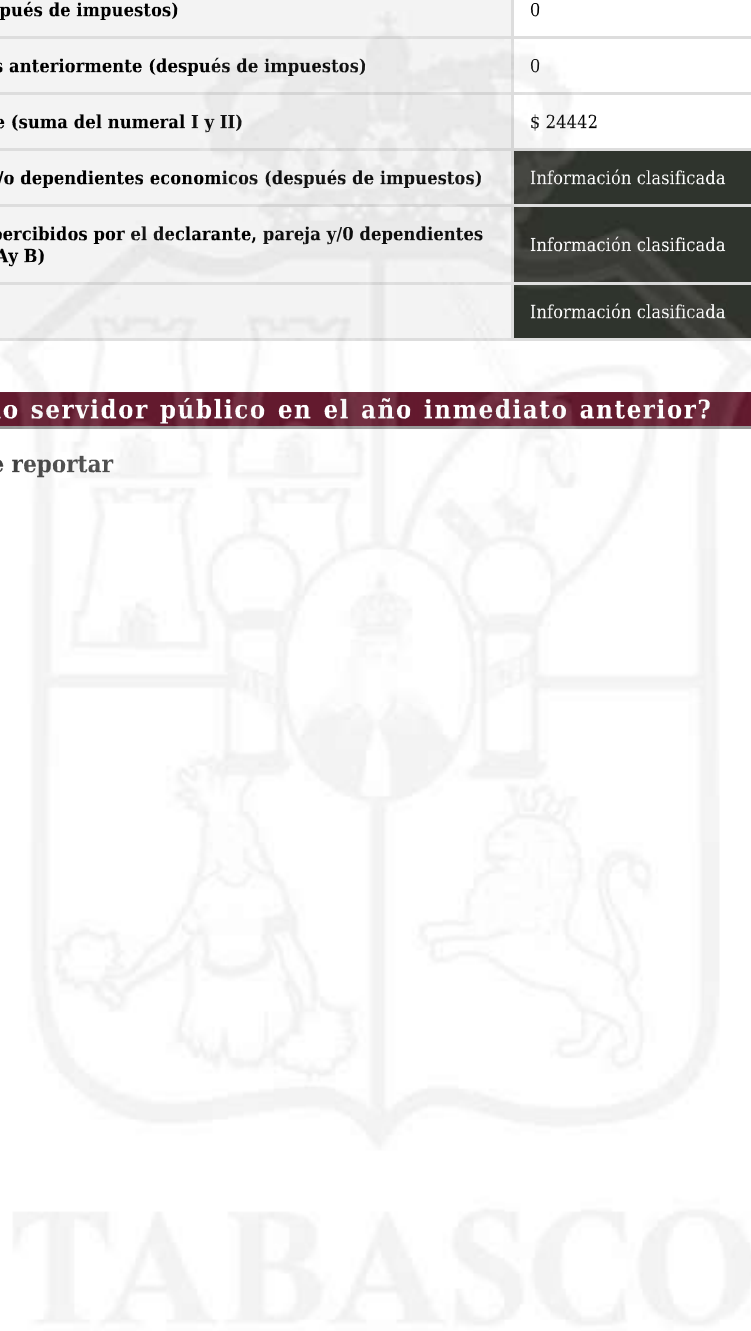 pués de impuestos)
0
s anteriormente (después de impuestos)
0
e (suma del numeral I y II)
$ 24442
/o dependientes economicos (después de impuestos)
Información clasificada
percibidos por el declarante, pareja y/0 dependientes
Ay B)
Información clasificada
Información clasificada
o servidor público en el año inmediato anterior?
e reportar
TABASCO